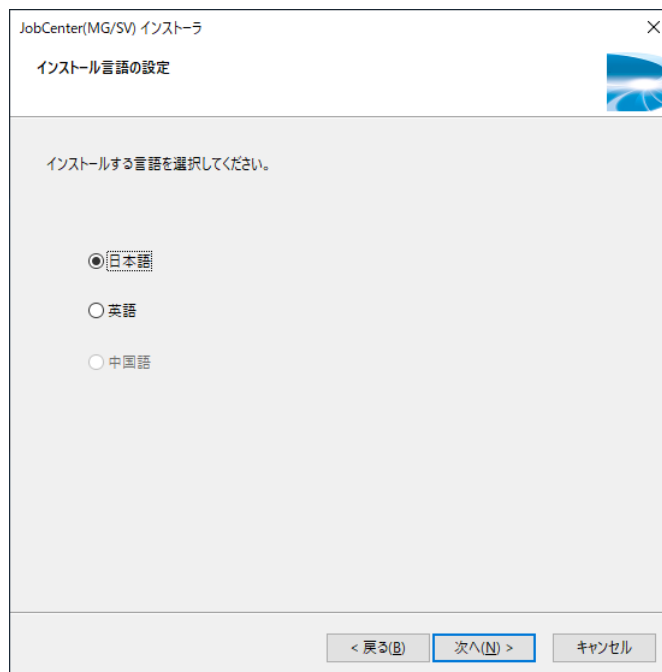 JobCenter(MG/SV) インストーラ
インストール言語の設定
インストールする言語を選択してください。
日本語
英語
中国語
< 戻る(B) 次へ(N) > キャンセル